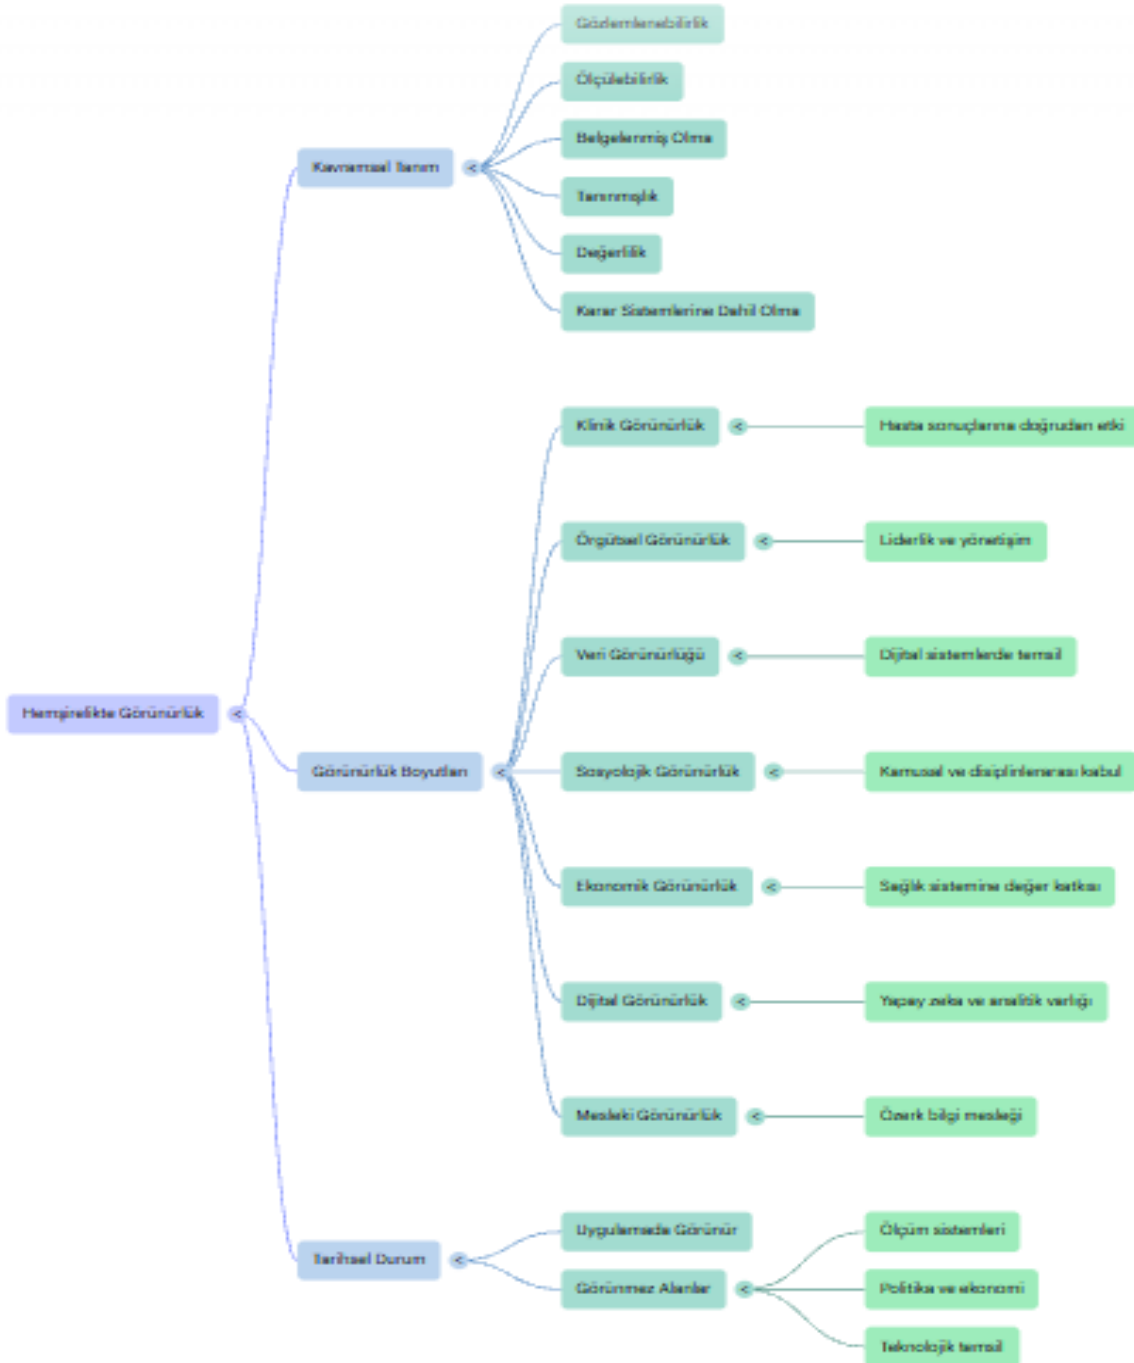 Hemşirelikte Görünürlük
Kavramsal Tanım
Gözlemlenebilirlik
Ölçülebilirlik
Belgelenmiş Olma
Tanınmışlık
Değerlilik
Karar Sistemlerine Dahil Olma
Görünürlük Boyutları
Klinik Görünürlük
Hasta sonuçlarına doğrudan etki
Örgütsel Görünürlük
Liderlik ve yönetişim
Veri Görünürlüğü
Dijital sistemlerde temsil
Sosyolojik Görünürlük
Kamusal ve disiplinlerarası kabul
Ekonomik Görünürlük
Sağlık sistemine değer katkısı
Dijital Görünürlük
Yapay zeka ve analitik varlığı
Mesleki Görünürlük
Özerk bilgi mesleği
Tarihsel Durum
Uygulamada Görünür
Görünmez Alanlar
Ölçüm sistemleri
Politika ve ekonomi
Teknolojik temsil